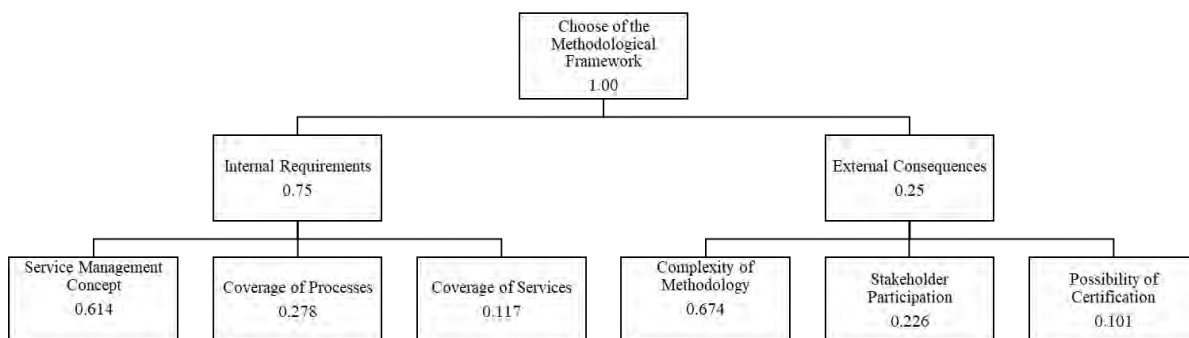 Choose of the
Methodological
Framework
1.00
Internal Requirements
0.75
External Consequences
0.25
Service Management
Concept
0.614
Coverage of Processes
0.278
Coverage of Services
0.117
Complexity of
Methodology
0.674
Stakeholder
Participation
0.226
Possibility of
Certification
0.101